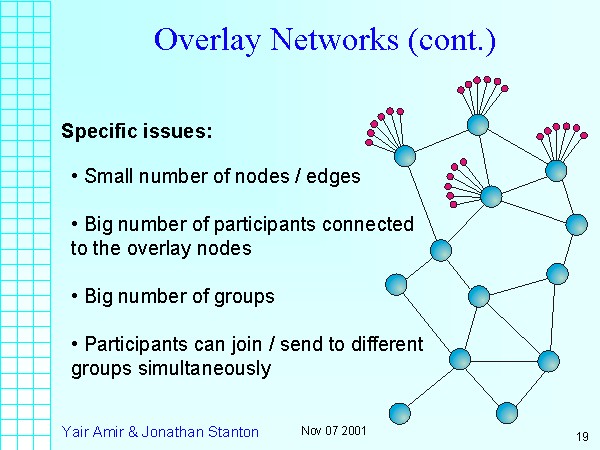 Overlay Networks (cont.)
Specific issues:
• Small number of nodes / edges
• Big number of participants connected
to the overlay nodes
• Big number of groups
• Participants can join / send to different
groups simultaneously
Yair Amir & Jonathan Stanton
Nov 07 2001
19